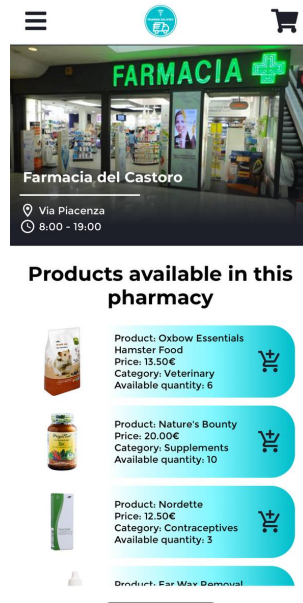 FARMACIA
Farmacia del Castoro
Via Piacenza
8:00 - 19:00
Products available in this
pharmacy
Product: Oxbow Essentials
Hamster Food
Price: 13.50€
Category: Veterinary
Available quantity: 6
Product: Nature's Bounty
Price: 20.00€
Category: Supplements
Available quantity: 10
Product: Nordette
Price: 12.50€
Category: Contraceptives
Available quantity: 3
Product: Ear Wax Removal